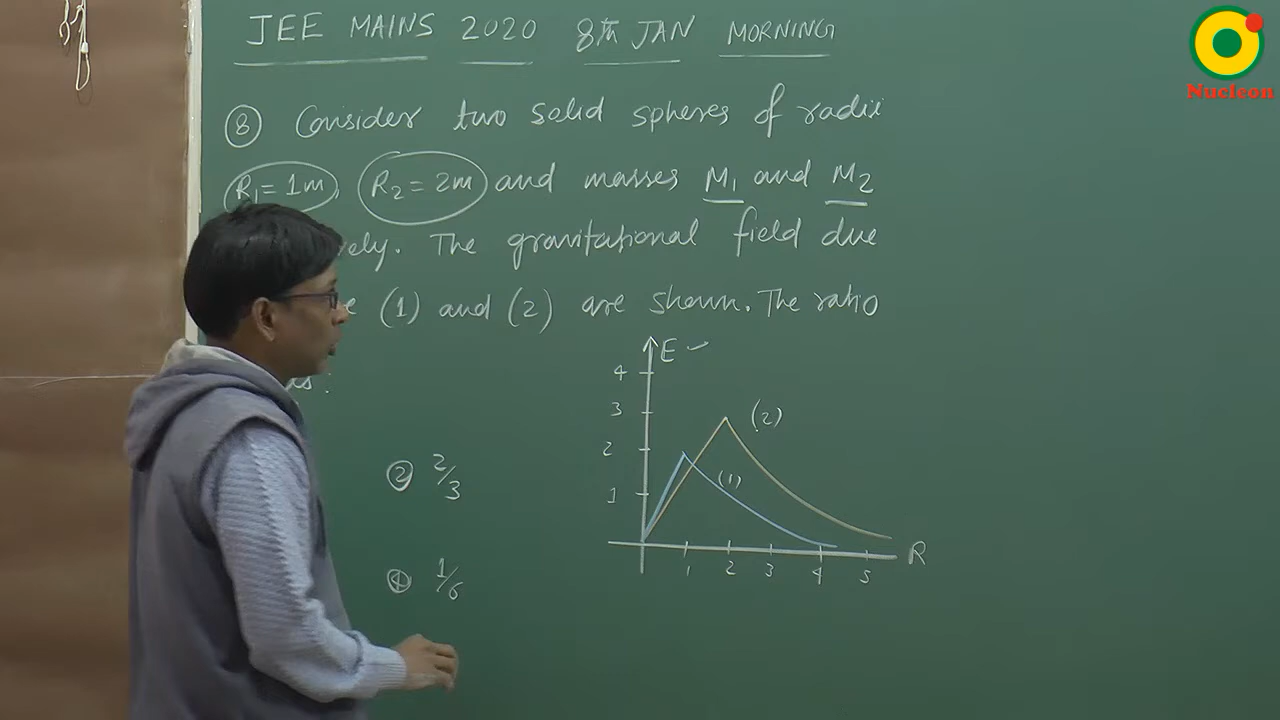 JEE MAINS 2020 8th JAN MORNING
Nucleon
(8) Consider two solid spheres of radii
R1 = 1m, R2 = 2m and masses M1 and M2
The gravitational field due
(1) and (2) are shown. The ratio
E
4
3
2
1
(2)
(1)
R
1 2 3 4 5
(2) 2/3
(4) 1/6